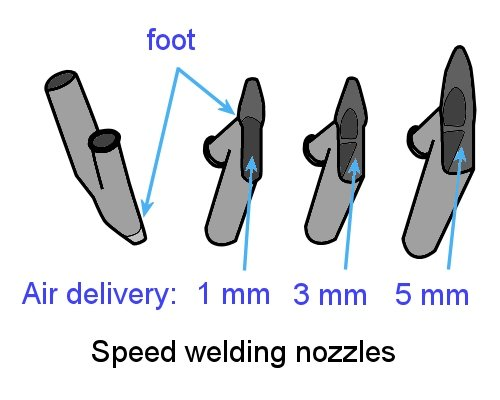 foot
Air delivery: 1 mm 3 mm 5 mm
Speed welding nozzles